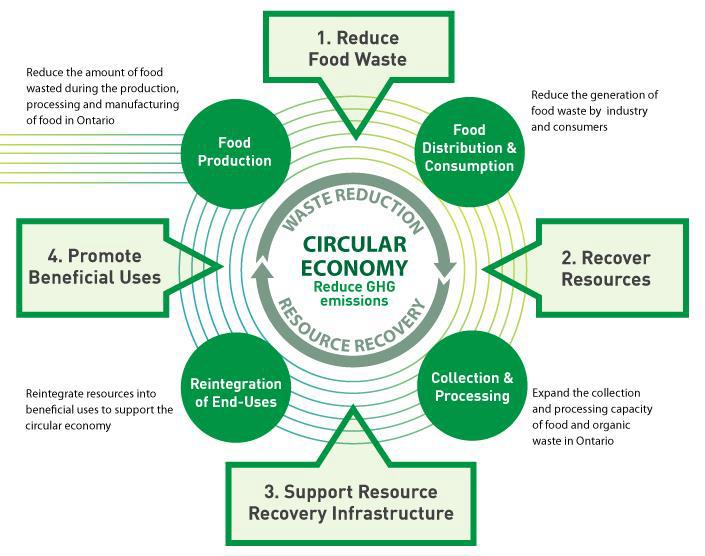 1. Reduce
Food Waste
Reduce the amount of food
wasted during the production,
processing and manufacturing
of food in Ontario
Food
Production
Food
Distribution &
Consumption
Reduce the generation of
food waste by industry
and consumers
4. Promote
Beneficial Uses
WASTE REDUCTION
CIRCULAR
ECONOMY
Reduce GHG
emissions
RESOURCE RECOVERY
2. Recover
Resources
Reintegrate resources into
beneficial uses to support the
circular economy
Reintegration
of End-Uses
Collection &
Processing
Expand the collection
and processing capacity
of food and organic
waste in Ontario
3. Support Resource
Recovery Infrastructure